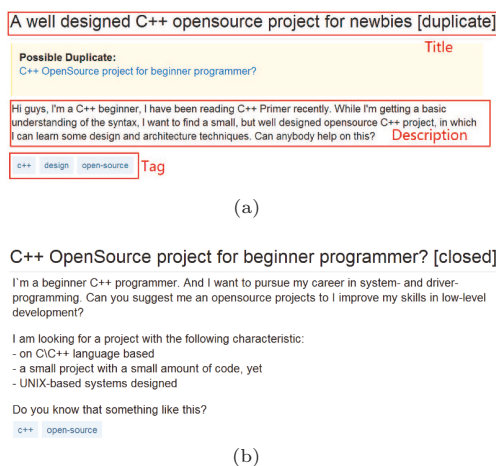 A well designed C++ opensource project for newbies [duplicate]
Title
Possible Duplicate:
C++ OpenSource project for beginner programmer?
Hi guys, I'm a C++ beginner, I have been reading C++ Primer recently. While I'm getting a basic
understanding of the syntax, I want to find a small, but well designed opensource C++ project, in which
I can learn some design and architecture techniques. Can anybody help on this? Description
c++ design open-source Tag
(a)
C++ OpenSource project for beginner programmer? [closed]
I`m a beginner C++ programmer. And I want to pursue my career in system- and driver-
programming. Can you suggest me an opensource projects to I improve my skills in low-level
development?
I am looking for a project with the following characteristic:
- on C\C++ language based
- a small project with a small amount of code, yet
- UNIX-based systems designed
Do you know that something like this?
c++ open-source
(b)